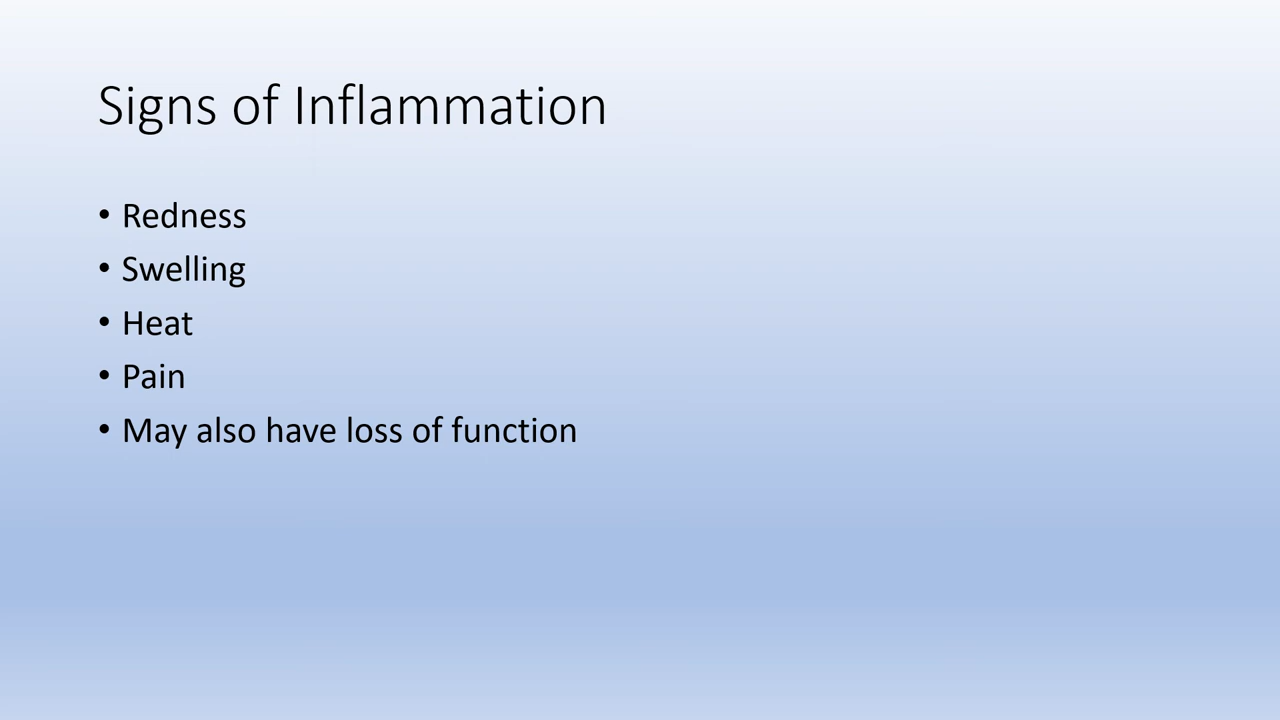 Signs of Inflammation
• Redness
• Swelling
• Heat
• Pain
• May also have loss of function